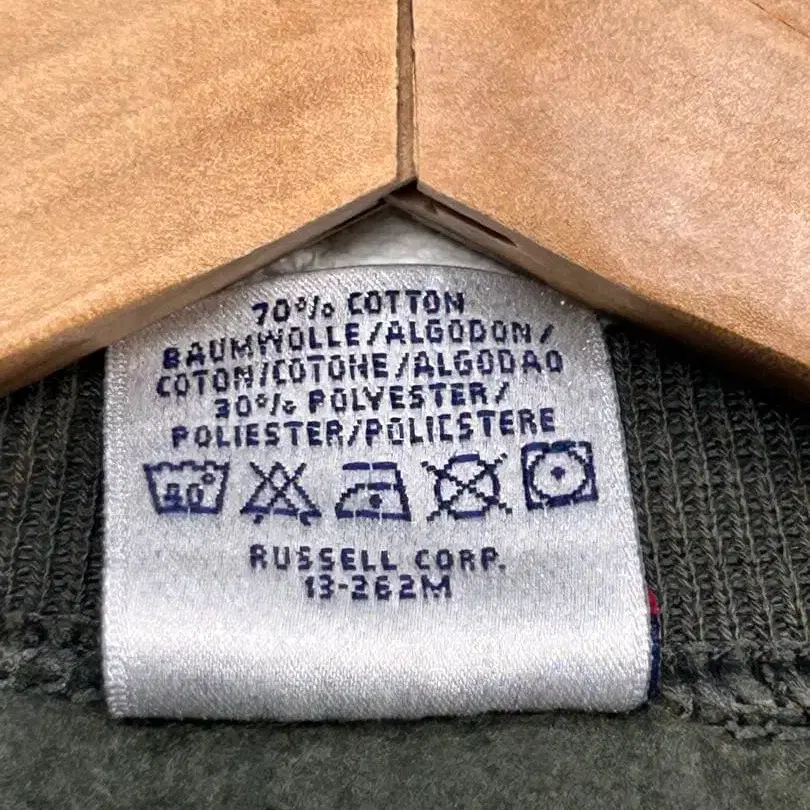 70% COTTON
BAUMWOLLE/ALGODON/
COTON/COTONE/ALGODAO
30% POLYESTER/
POLIESTER/POLIESTERE
40°
RUSSELL CORP.
13-262M